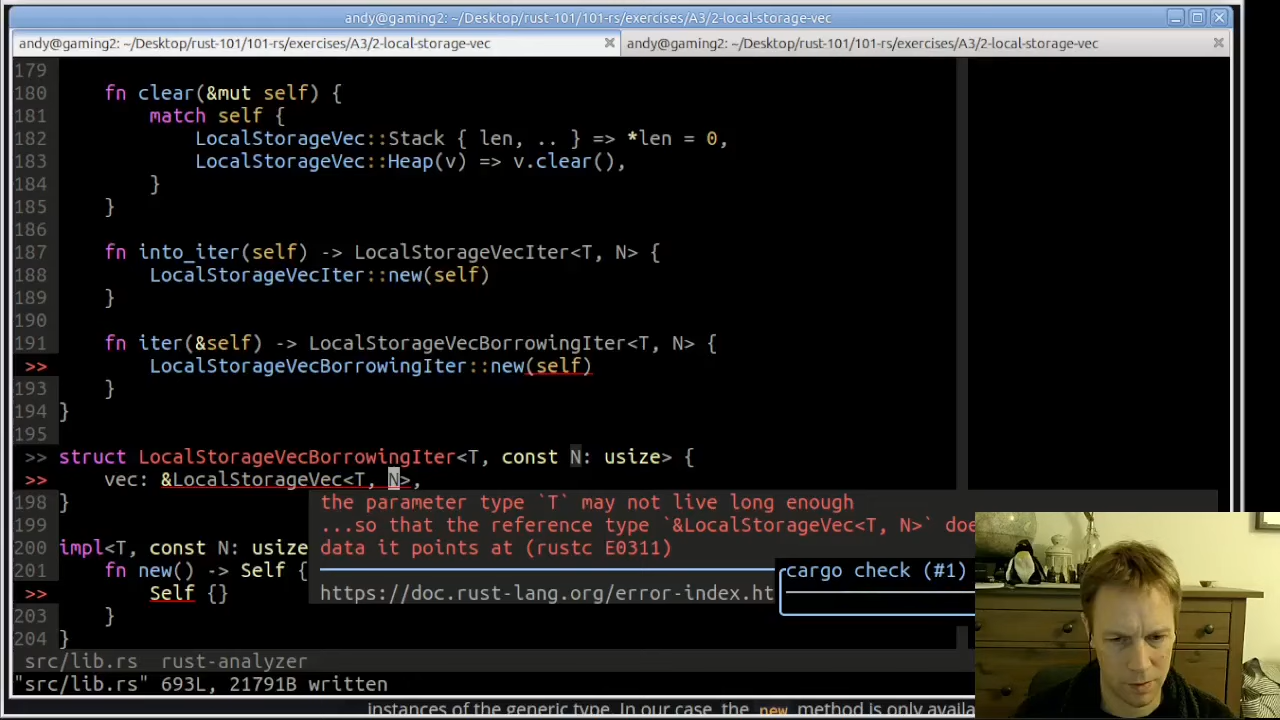 andy@gaming2: ~/Desktop/rust-101/101-rs/exercises/A3/2-local-storage-vec
andy@gaming2: ~/Desktop/rust-101/101-rs/exercises/A3/2-local-storage-vec
andy@gaming2: ~/Desktop/rust-101/101-rs/exercises/A3/2-local-storage-vec
179
180     fn clear(&mut self) {
181         match self {
182             LocalStorageVec::Stack { len, .. } => *len = 0,
183             LocalStorageVec::Heap(v) => v.clear(),
184         }
185     }
186
187     fn into_iter(self) -> LocalStorageVecIter<T, N> {
188         LocalStorageVecIter::new(self)
189     }
190
191     fn iter(&self) -> LocalStorageVecBorrowingIter<T, N> {
>>         LocalStorageVecBorrowingIter::new(self)
193     }
194 }
195
>> struct LocalStorageVecBorrowingIter<T, const N: usize> {
>>     vec: &LocalStorageVec<T, N>,
198 }
the parameter type `T` may not live long enough
199
...so that the reference type `&LocalStorageVec<T, N>` doe
200 impl<T, const N: usize
data it points at (rustc E0311)
201     fn new() -> Self {
cargo check (#1)
>>         Self {}
https://doc.rust-lang.org/error-index.ht
203     }
204 }
src/lib.rs  rust-analyzer
"src/lib.rs" 693L, 21791B written
instances of the generic type. In our case, the new method is only availa